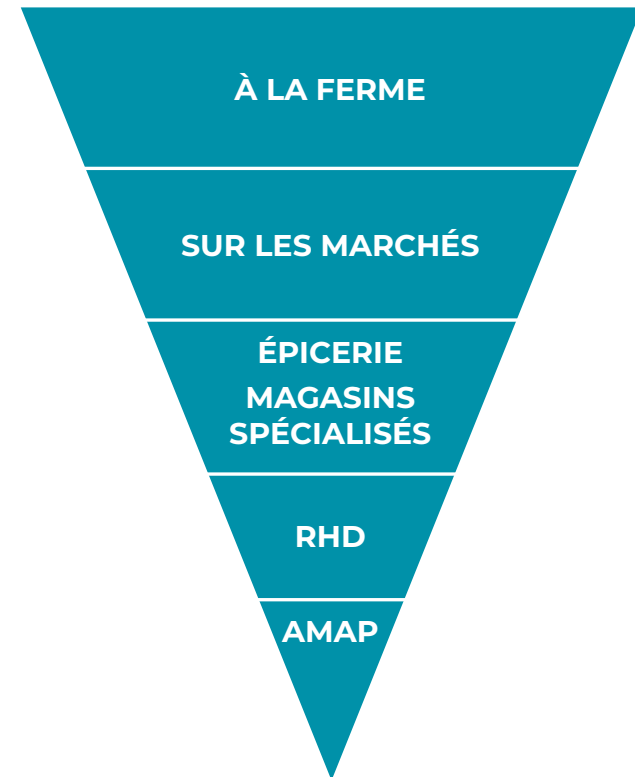 À LA FERME
SUR LES MARCHÉS
ÉPICERIE
MAGASINS
SPÉCIALISÉS
RHD
AMAP